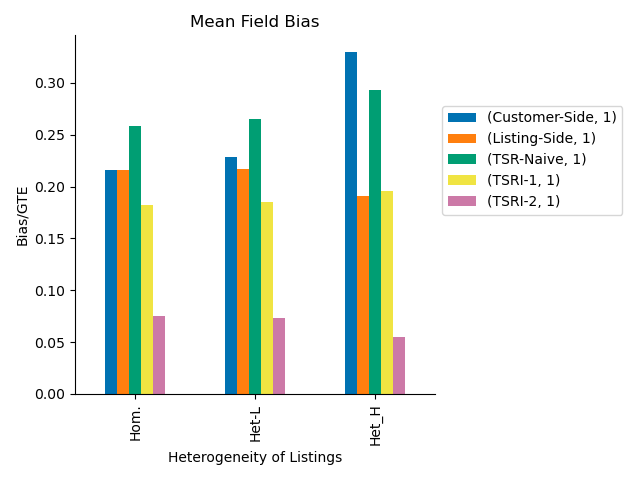 Mean Field Bias
Bias/GTE
0.30
0.25
0.20
0.15
0.10
0.05
0.00
Hom.
Het-L
Het_H
Heterogeneity of Listings
(Customer-Side, 1)
(Listing-Side, 1)
(TSR-Naive, 1)
(TSRI-1, 1)
(TSRI-2, 1)